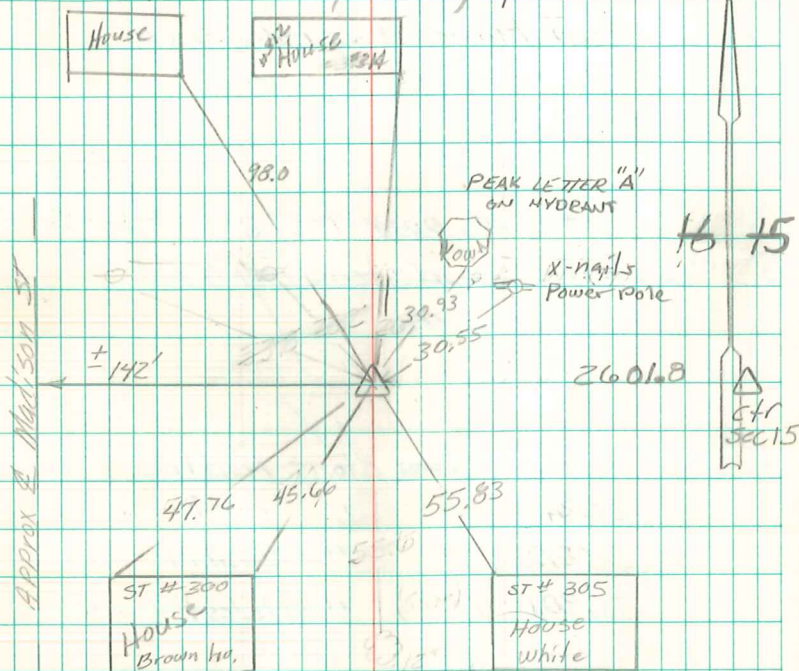 House
House
98.0
PEAK LETTER "A"
ON HYDRANT
x-nails
Power pole
30.93
30.55
16 15
± 142'
2601.8
ctr
Sec 15
Approx ℄ Madison ST
47.76
45.66
55.83
ST # 300
House
Brown
ST # 305
House
White